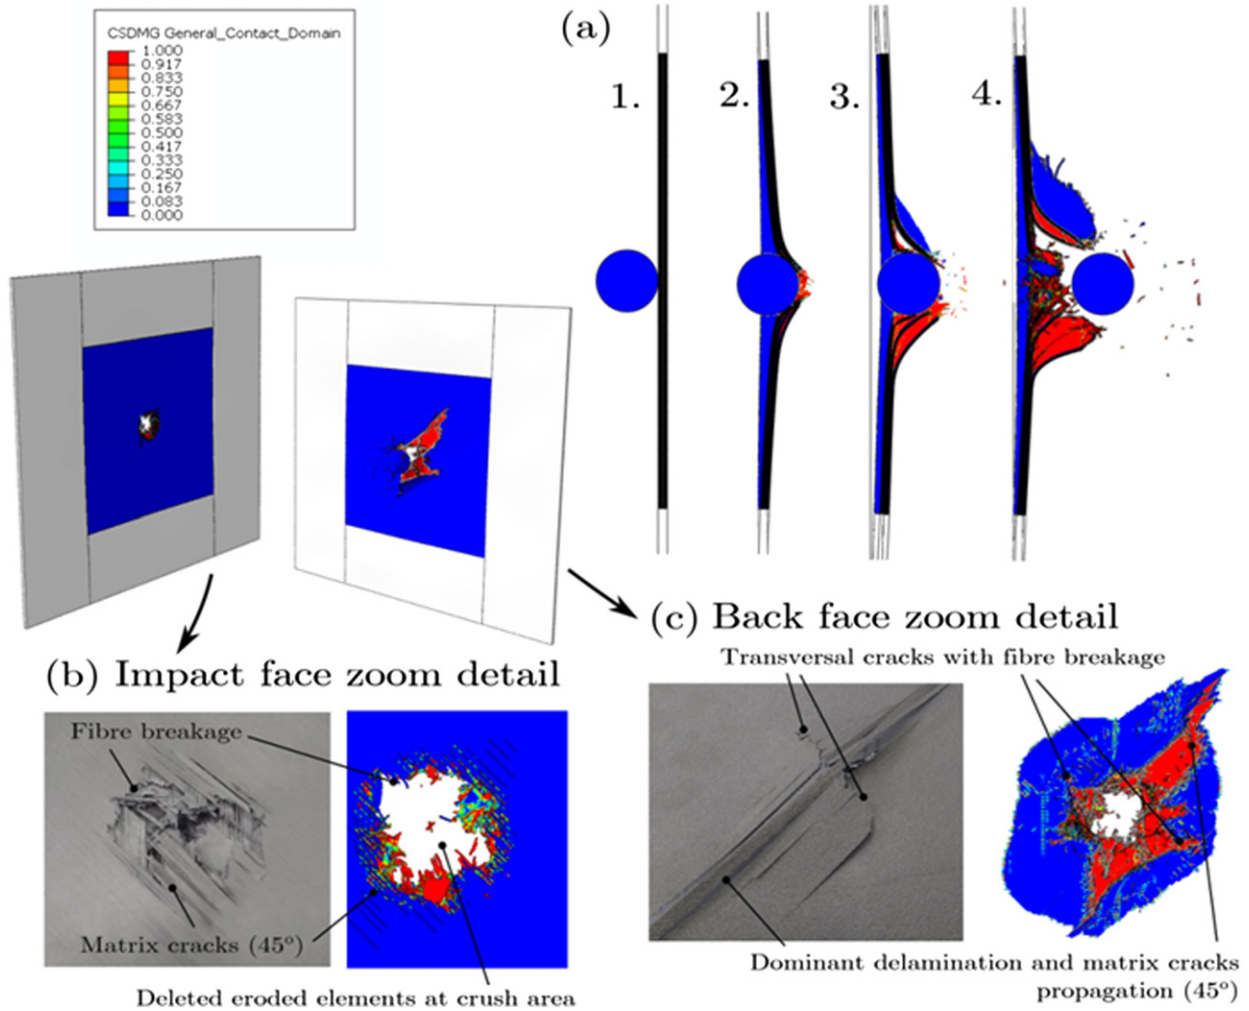 CSDMG General_Contact_Domain
1.000
0.917
0.833
0.750
0.667
0.583
0.500
0.417
0.333
0.250
0.167
0.083
0.000
(a)
1.
2.
3.
4.
(b) Impact face zoom detail
Fibre breakage
Matrix cracks (45º)
Deleted eroded elements at crush area
(c) Back face zoom detail
Transversal cracks with fibre breakage
Dominant delamination and matrix cracks
propagation (45º)